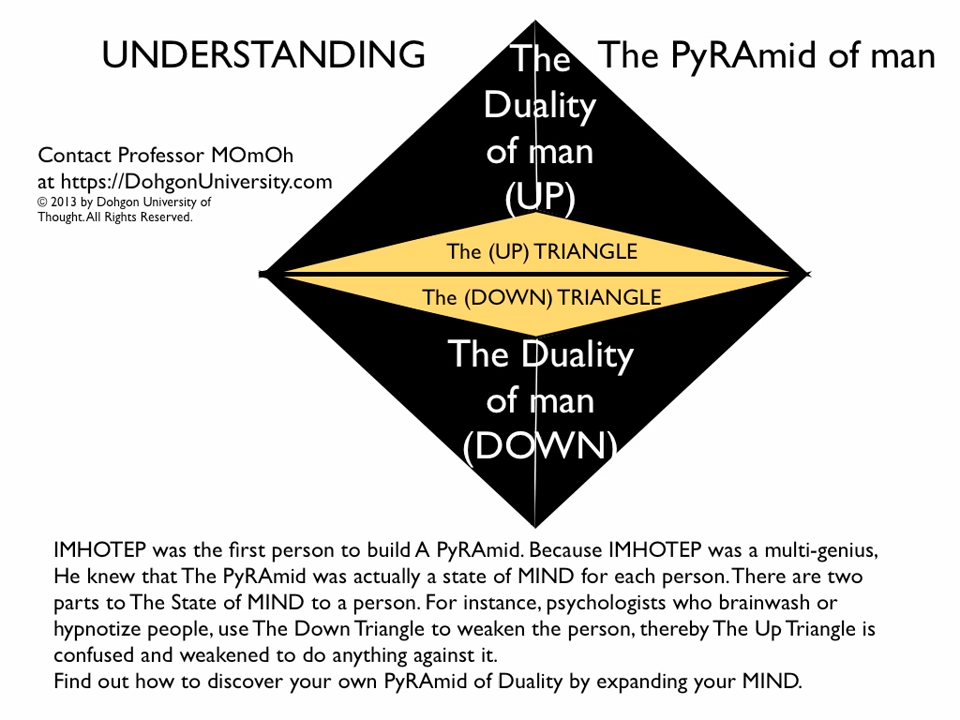 UNDERSTANDING
The PyRAmid of man
The
Duality
of man
(UP)
Contact Professor MOmOh
at https://DohgonUniversity.com
© 2013 by Dohgon University of
Thought. All Rights Reserved.
The (UP) TRIANGLE
The (DOWN) TRIANGLE
The Duality
of man
(DOWN)
IMHOTEP was the first person to build A PyRAmid. Because IMHOTEP was a multi-genius,
He knew that The PyRAmid was actually a state of MIND for each person. There are two
parts to The State of MIND to a person. For instance, psychologists who brainwash or
hypnotize people, use The Down Triangle to weaken the person, thereby The Up Triangle is
confused and weakened to do anything against it.
Find out how to discover your own PyRAmid of Duality by expanding your MIND.